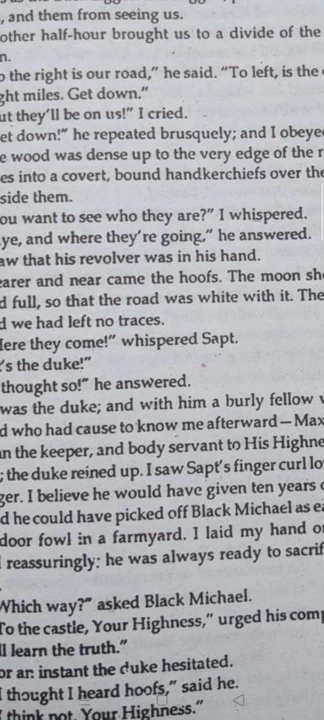 , and them from seeing us.
other half-hour brought us to a divide of the
n.
o the right is our road,” he said. “To left, is the
ght miles. Get down.”
ut they’ll be on us!” I cried.
et down!” he repeated brusquely; and I obeye
e wood was dense up to the very edge of the r
es into a covert, bound handkerchiefs over the
side them.
ou want to see who they are?” I whispered.
ye, and where they’re going,” he answered.
aw that his revolver was in his hand.
earer and near came the hoofs. The moon sh
d full, so that the road was white with it. The
d we had left no traces.
Here they come!” whispered Sapt.
’s the duke!”
thought so!” he answered.
was the duke; and with him a burly fellow w
d who had cause to know me afterward—Max
an the keeper, and body servant to His Highne
; the duke reined up. I saw Sapt’s finger curl lo
ger. I believe he would have given ten years o
d he could have picked off Black Michael as ea
door fowl in a farmyard. I laid my hand on
reassuringly: he was always ready to sacrif
.
Which way?” asked Black Michael.
To the castle, Your Highness,” urged his comp
ll learn the truth.”
or an instant the duke hesitated.
I thought I heard hoofs,” said he.
I think not, Your Highness.”